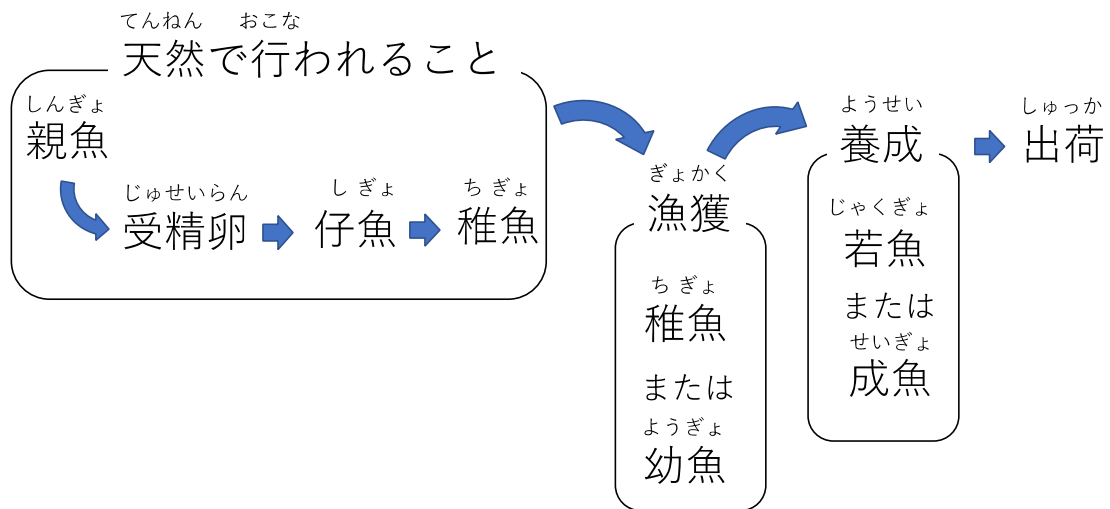 てんねん おこな
天然で行われること
しんぎょ
親魚
じゅせいらん
受精卵
し ぎょ
仔魚
ち ぎょ
稚魚
ぎょかく
漁獲
ち ぎょ
稚魚
または
ようぎょ
幼魚
ようせい
養成
じゃくぎょ
若魚
または
せいぎょ
成魚
しゅっか
出荷